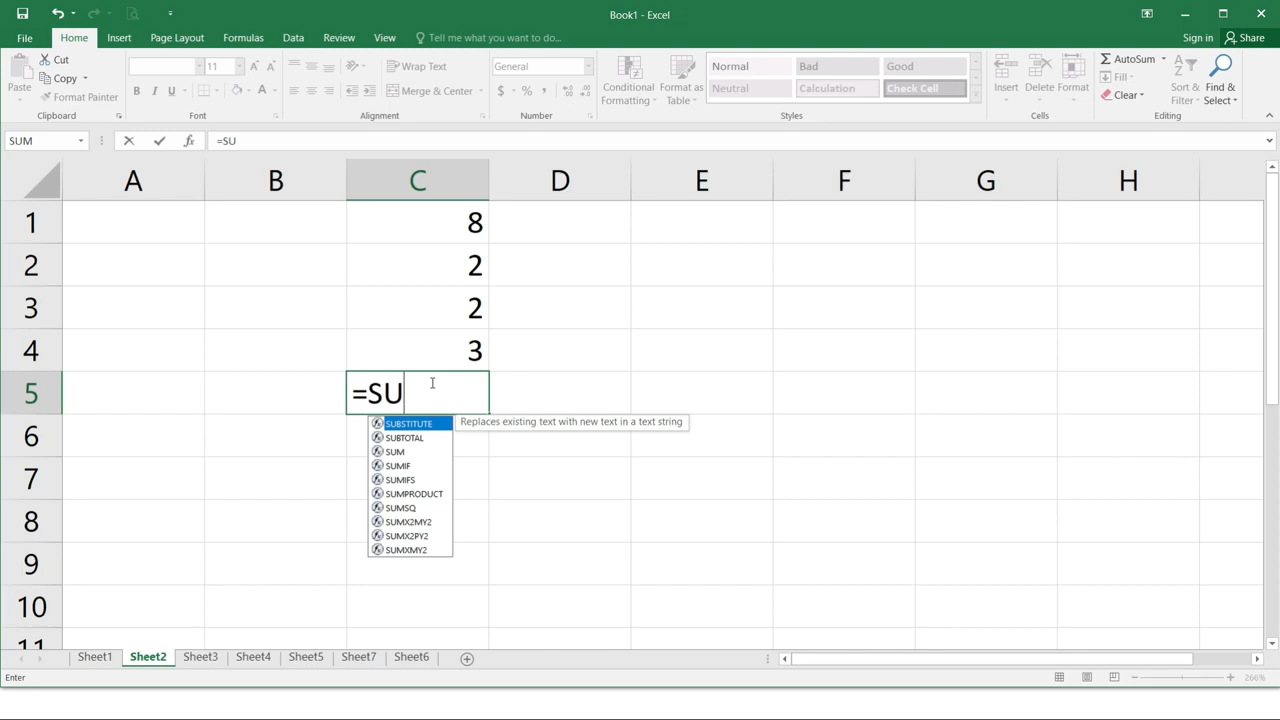 Book1 - Excel
Sign in Share
File Home Insert Page Layout Formulas Data Review View Tell me what you want to do...
Paste
Cut
Copy
Format Painter
Clipboard
11 A A
B I U A
Font
Wrap Text
Merge & Center
Alignment
General
$ % ,
Number
Conditional Formatting
Format as Table
Normal Bad Good
Neutral Calculation Check Cell
Styles
Insert Delete Format
Cells
AutoSum
Fill
Clear
Sort & Filter
Find & Select
Editing
SUM fx =SU
A B C D E F G H
1 8
2 2
3 2
4 3
5 =SU
6
7
8
9
10
11
SUBSTITUTE Replaces existing text with new text in a text string
SUBTOTAL
SUM
SUMIF
SUMIFS
SUMPRODUCT
SUMSQ
SUMX2MY2
SUMX2PY2
SUMXMY2
Sheet1 Sheet2 Sheet3 Sheet4 Sheet5 Sheet7 Sheet6
Enter 266%